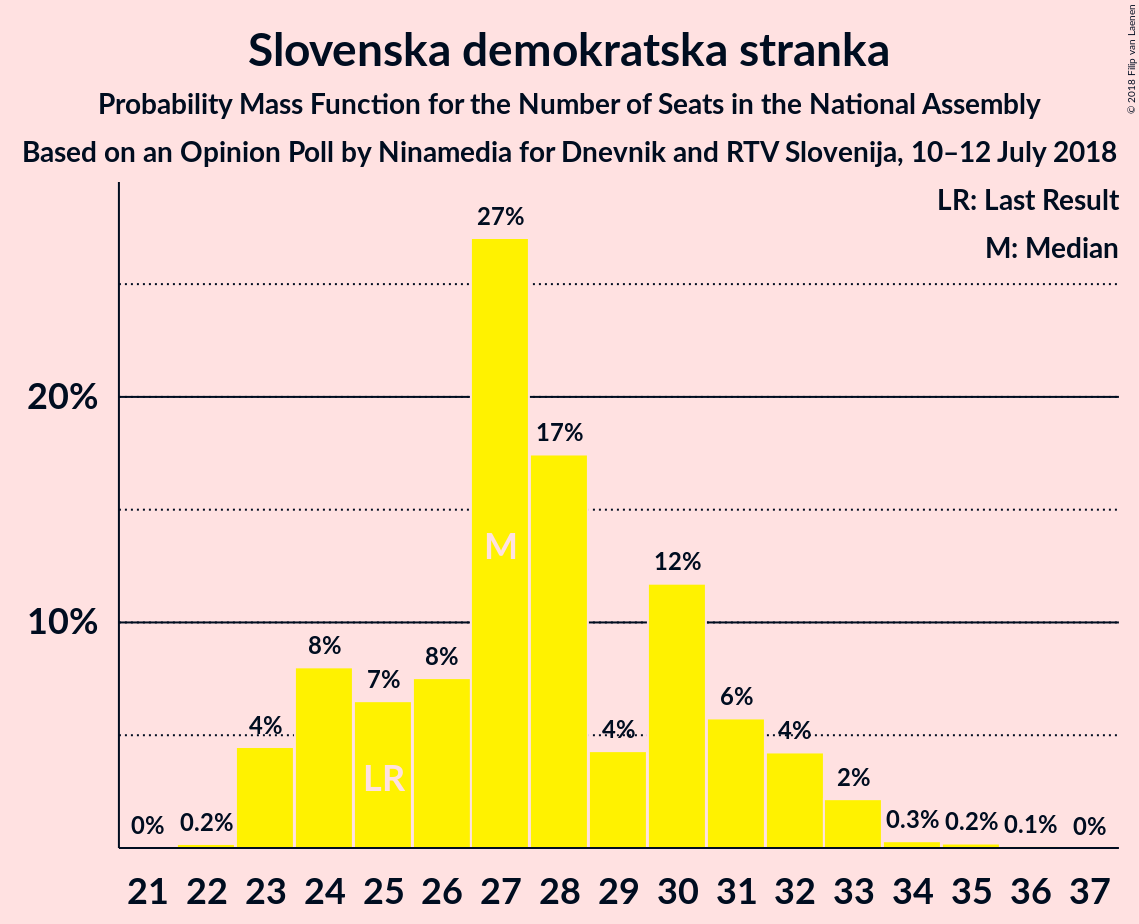 Slovenska demokratska stranka
Probability Mass Function for the Number of Seats in the National Assembly
Based on an Opinion Poll by Ninamedia for Dnevnik and RTV Slovenija, 10–12 July 2018
© 2018 Filip van Laenen
LR: Last Result
M: Median
27%
20%
17%
M
12%
10%
8%
7%
8%
4%
LR
4%
6%
4%
2%
0%
0.2%
0.3%
0.2%
0.1%
0%
21 22 23 24 25 26 27 28 29 30 31 32 33 34 35 36 37